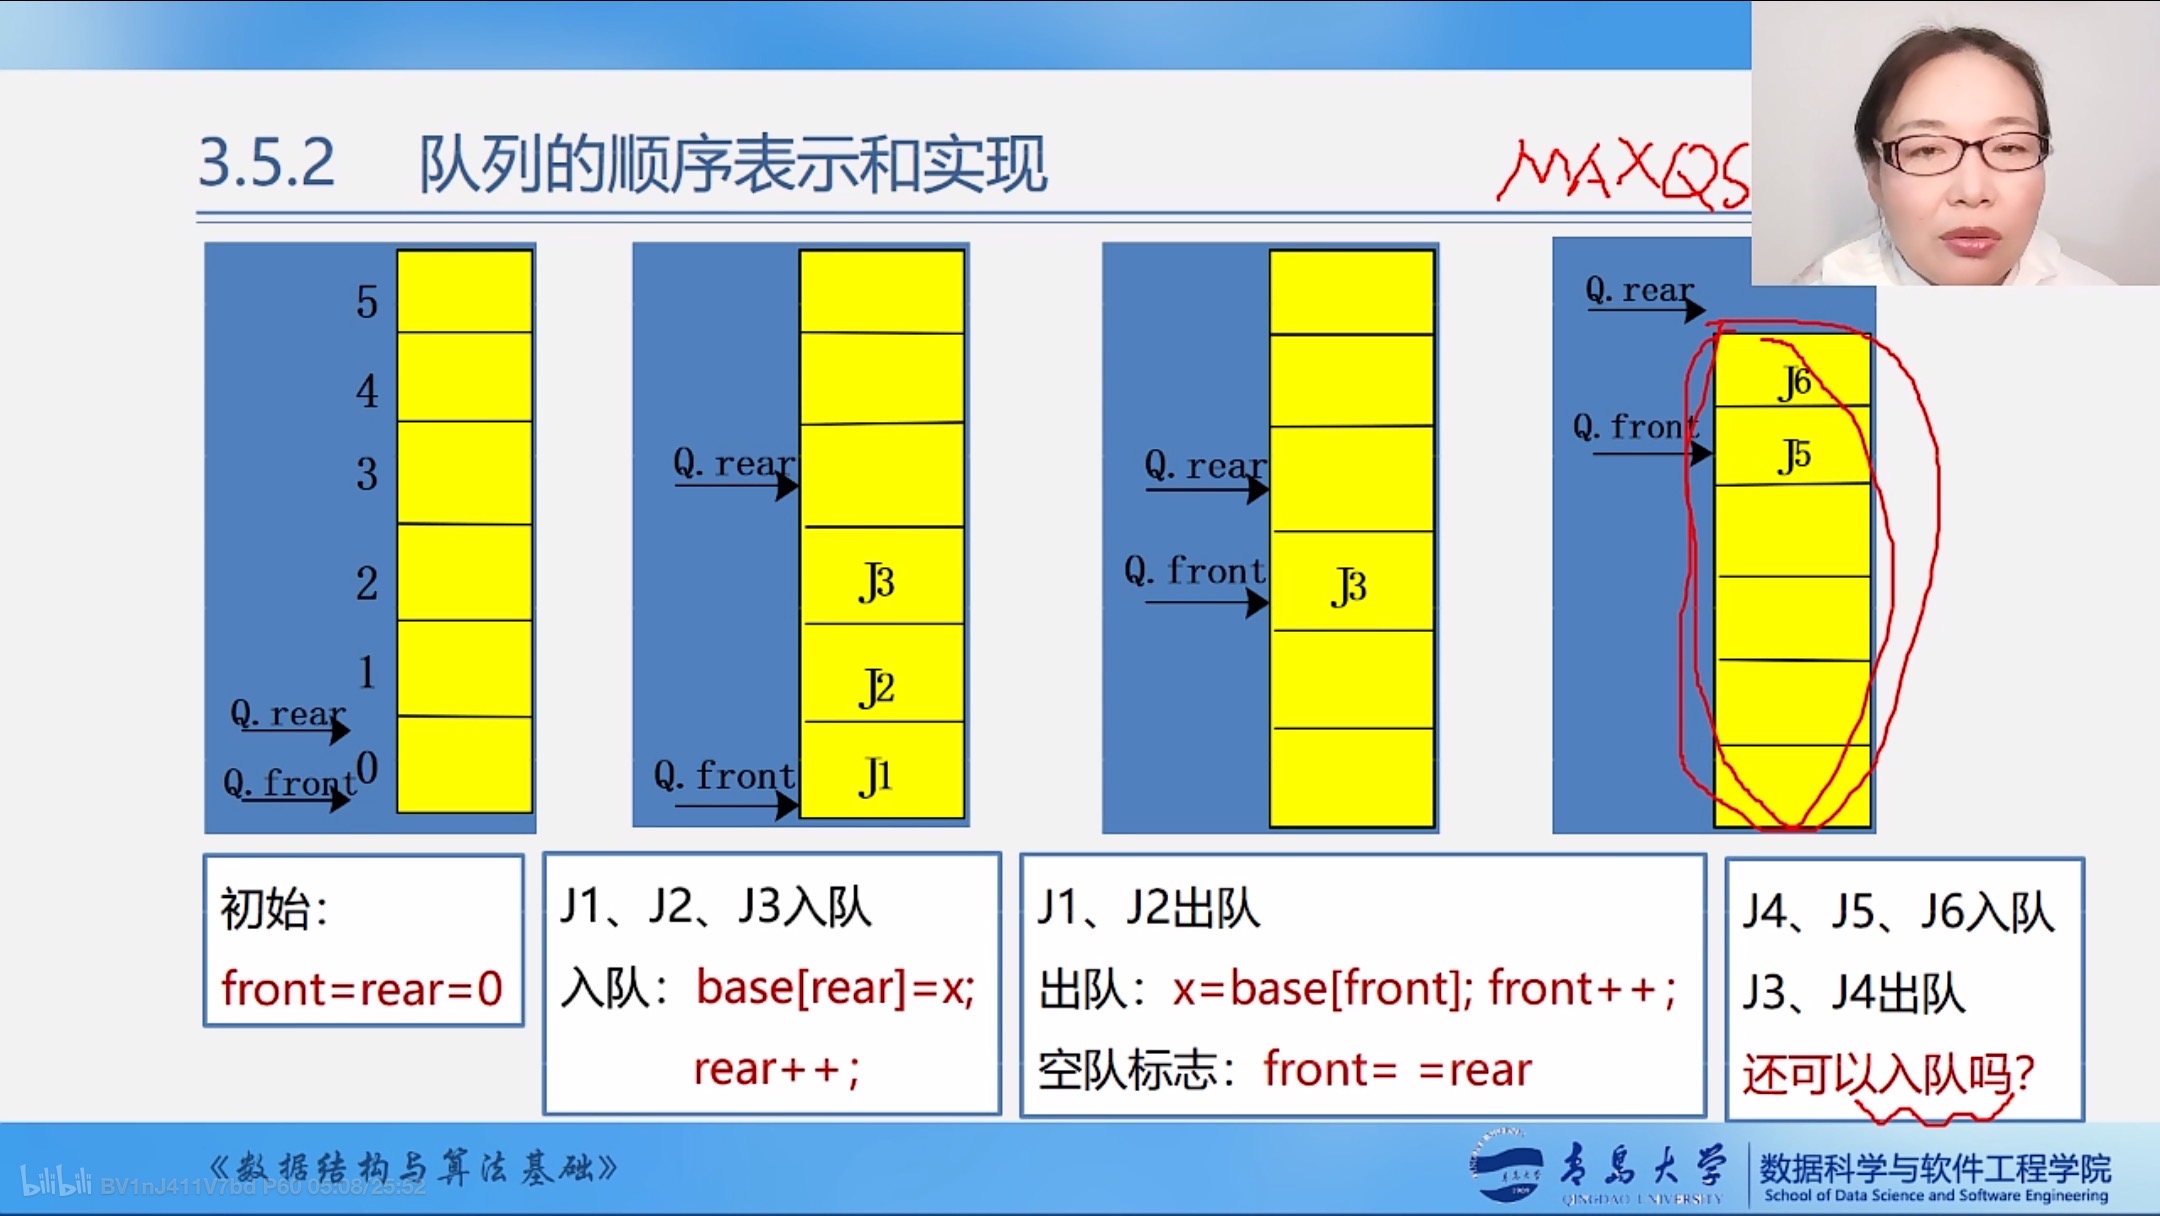 3.5.2 队列的顺序表示和实现
MAXQS
5
4
3
2
1
Q.rear
0
Q.front
Q.rear
J3
J2
Q.front
J1
Q.rear
Q.front
J3
Q.rear
J6
Q.front
J5
初始：
front=rear=0
J1、J2、J3入队
入队：base[rear]=x;
rear++;
J1、J2出队
出队：x=base[front]; front++;
空队标志：front= =rear
J4、J5、J6入队
J3、J4出队
还可以入队吗?
《数据结构与算法基础》
bilibili BV1nJ411V7bd P60 05:08/25:52
青岛大学
QINGDAO UNIVERSITY
数据科学与软件工程学院
School of Data Science and Software Engineering